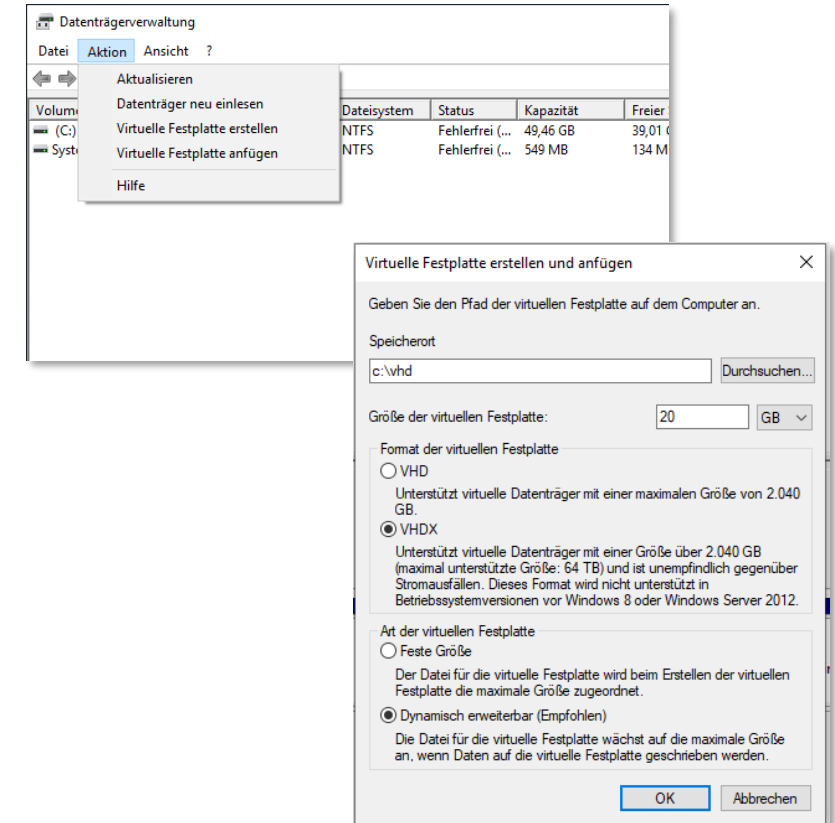 Datenträgerverwaltung
Datei Aktion Ansicht ?
Aktualisieren
Datenträger neu einlesen
Virtuelle Festplatte erstellen
Virtuelle Festplatte anfügen
Hilfe
Dateisystem Status Kapazität Freier
(C:) NTFS Fehlerfrei (... 49,46 GB 39,01
NTFS Fehlerfrei (... 549 MB 134 M
Virtuelle Festplatte erstellen und anfügen
Geben Sie den Pfad der virtuellen Festplatte auf dem Computer an.
Speicherort
c:\vhd Durchsuchen...
Größe der virtuellen Festplatte: 20 GB
Format der virtuellen Festplatte
VHD
Unterstützt virtuelle Datenträger mit einer maximalen Größe von 2.040
GB.
VHDX
Unterstützt virtuelle Datenträger mit einer Größe über 2.040 GB
(maximal unterstützte Größe: 64 TB) und ist unempfindlich gegenüber
Stromausfällen. Dieses Format wird nicht unterstützt in
Betriebssystemversionen vor Windows 8 oder Windows Server 2012.
Art der virtuellen Festplatte
Feste Größe
Der Datei für die virtuelle Festplatte wird beim Erstellen der virtuellen
Festplatte die maximale Größe zugeordnet.
Dynamisch erweiterbar (Empfohlen)
Die Datei für die virtuelle Festplatte wächst auf die maximale Größe
an, wenn Daten auf die virtuelle Festplatte geschrieben werden.
OK Abbrechen